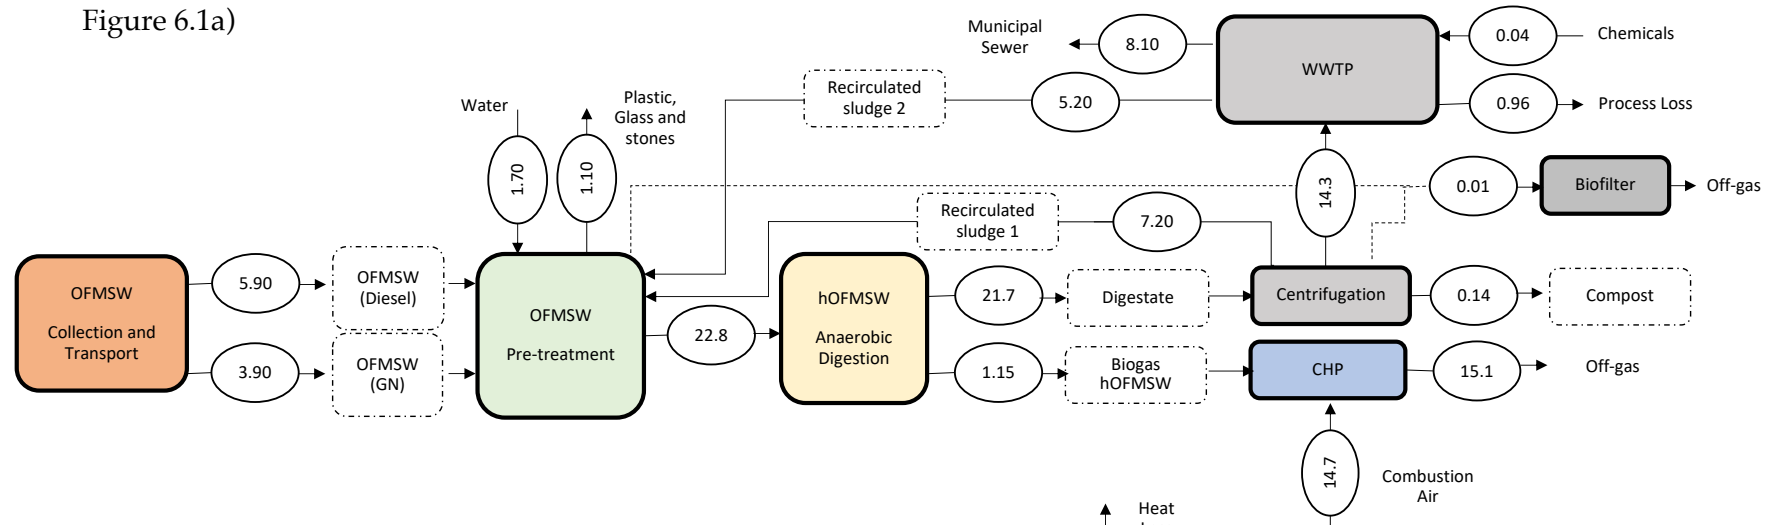 Figure 6.1a)
Municipal
Sewer
8.10
WWTP
0.04
Chemicals
Recirculated
sludge 2
5.20
0.96
Process Loss
Water
Plastic,
Glass and
stones
1.70
1.10
14.3
0.01
Biofilter
Off-gas
Recirculated
sludge 1
7.20
OFMSW
Collection and
Transport
5.90
OFMSW
(Diesel)
3.90
OFMSW
(GN)
OFMSW
Pre-treatment
22.8
hOFMSW
Anaerobic
Digestion
21.7
Digestate
Centrifugation
0.14
Compost
1.15
Biogas
hOFMSW
CHP
15.1
Off-gas
14.7
Combustion
Air
Heat